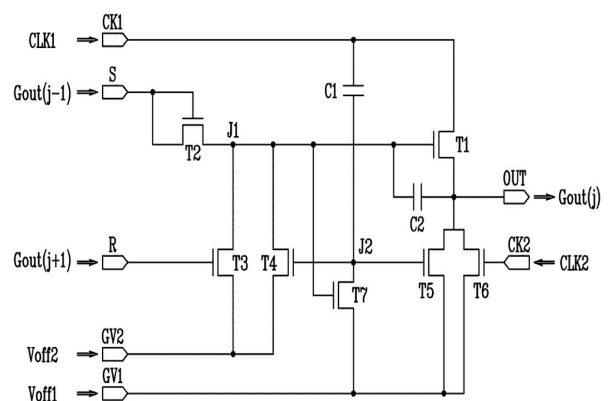 CK1
CLK1
S
Gout(j-1)
C1
J1
T2
T1
OUT
Gout(j)
C2
R
J2
CK2
Gout(j+1)
T3
T4
CLK2
T7
T5
T6
GV2
Voff2
GV1
Voff1